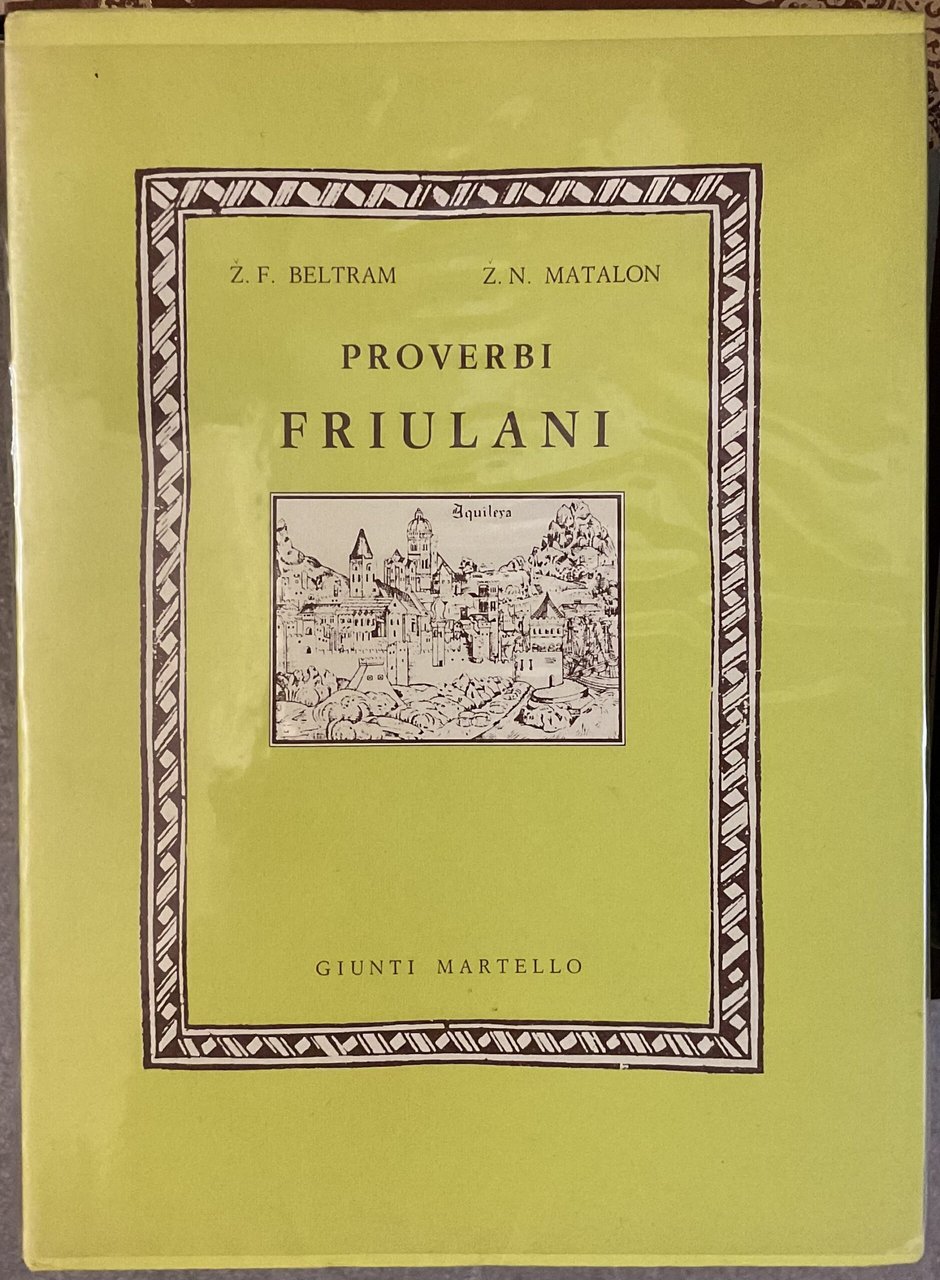 Ž. F. BELTRAM Ž. N. MATALON
PROVERBI
FRIULANI
Aquileya
GIUNTI MARTELLO